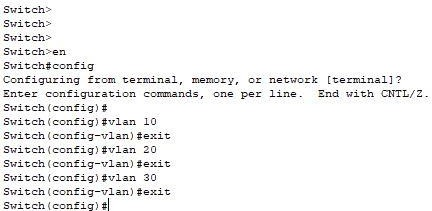 Switch>
Switch>
Switch>
Switch>en
Switch#config
Configuring from terminal, memory, or network [terminal]?
Enter configuration commands, one per line.  End with CNTL/Z.
Switch(config)#
Switch(config)#vlan 10
Switch(config-vlan)#exit
Switch(config)#vlan 20
Switch(config-vlan)#exit
Switch(config)#vlan 30
Switch(config-vlan)#exit
Switch(config)#